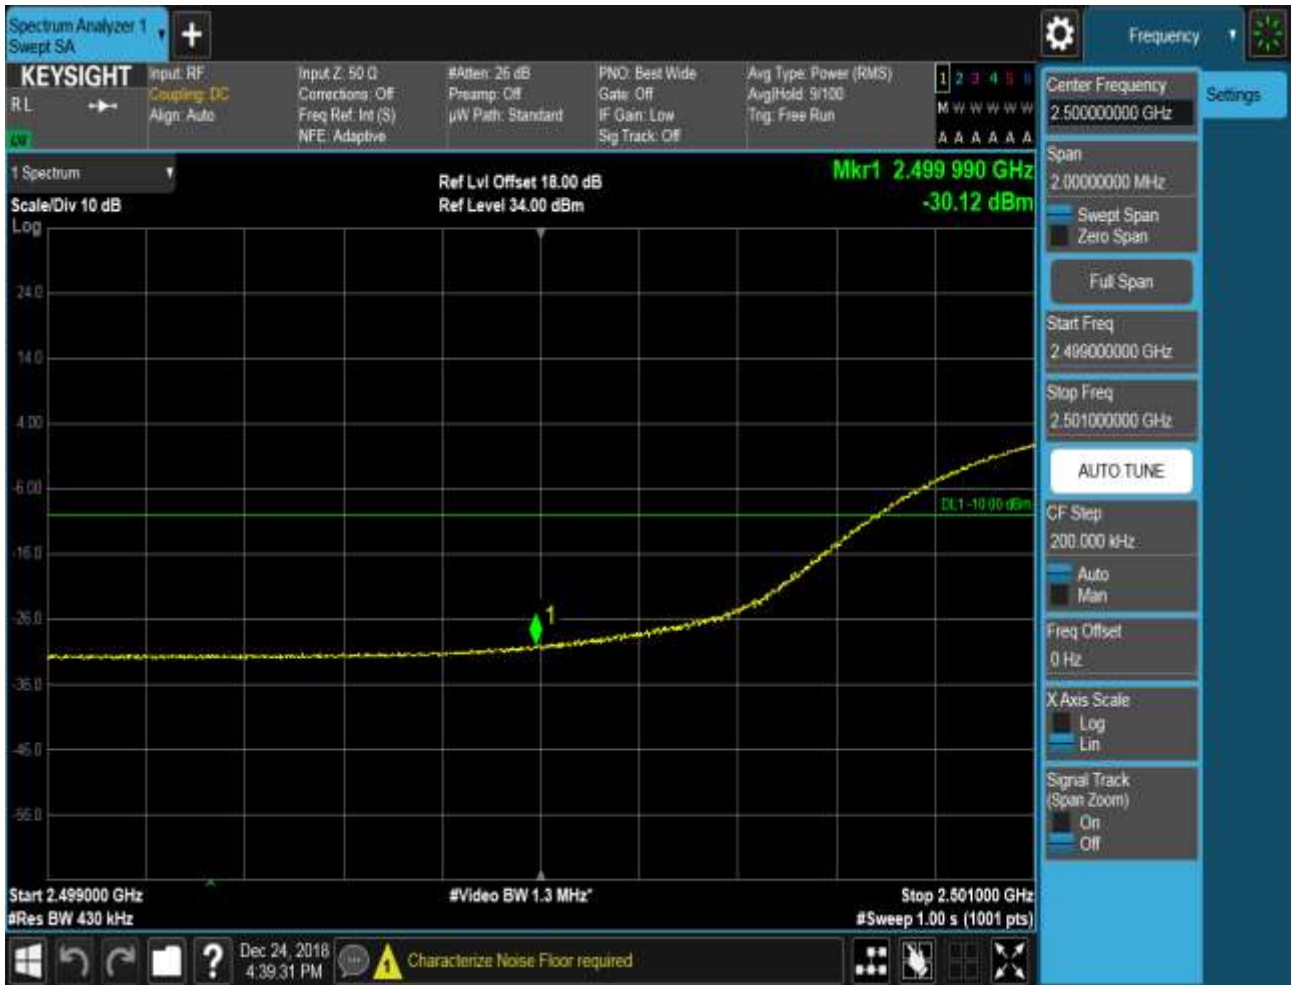 Spectrum Analyzer 1
Swept SA
Frequency
KEYSIGHT
R L
Input: RF
Coupling: DC
Align: Auto
Input Z: 50 Ω
Corrections: Off
Freq Ref: Int (S)
NFE: Adaptive
#Atten: 26 dB
Preamp: Off
µW Path: Standard
PNO: Best Wide
Gate: Off
IF Gain: Low
Sig Track: Off
Avg Type: Power (RMS)
Avg|Hold: 9/100
Trig: Free Run
1 2 3 4 5 6
M W W W W W
A A A A A A
Center Frequency
2.500000000 GHz
Settings
Span
2.00000000 MHz
Swept Span
Zero Span
Full Span
Start Freq
2.499000000 GHz
Stop Freq
2.501000000 GHz
AUTO TUNE
CF Step
200.000 kHz
Auto
Man
Freq Offset
0 Hz
X Axis Scale
Log
Lin
Signal Track
(Span Zoom)
On
Off
1 Spectrum
Scale/Div 10 dB
Log
Ref Lvl Offset 18.00 dB
Ref Level 34.00 dBm
Mkr1 2.499 990 GHz
-30.12 dBm
24.0
14.0
4.00
-6.00
DL1 -10.00 dBm
-16.0
-26.0
1
-36.0
-46.0
-56.0
Start 2.499000 GHz
#Video BW 1.3 MHz*
Stop 2.501000 GHz
#Res BW 430 kHz
#Sweep 1.00 s (1001 pts)
?
Dec 24, 2018
4:39:31 PM
1
Characterize Noise Floor required